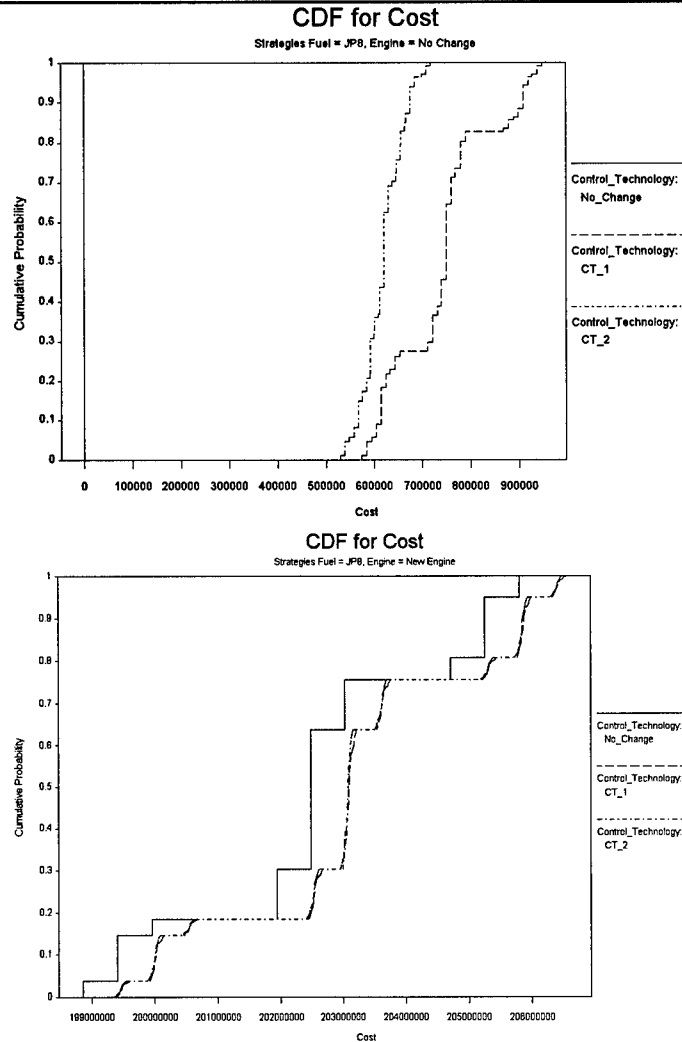 CDF for Cost
Strategies Fuel = JP8, Engine = No Change
1
0.9
0.8
0.7
0.6
0.5
0.4
0.3
0.2
0.1
0
Cumulative Probability
0 100000 200000 300000 400000 500000 600000 700000 800000 900000
Cost
Control_Technology:
No_Change
Control_Technology:
CT_1
Control_Technology:
CT_2
CDF for Cost
Strategies Fuel = JP8, Engine = New Engine
1
0.9
0.8
0.7
0.6
0.5
0.4
0.3
0.2
0.1
0
Cumulative Probability
199000000 200000000 201000000 202000000 203000000 204000000 205000000 206000000
Cost
Control_Technology:
No_Change
Control_Technology:
CT_1
Control_Technology:
CT_2